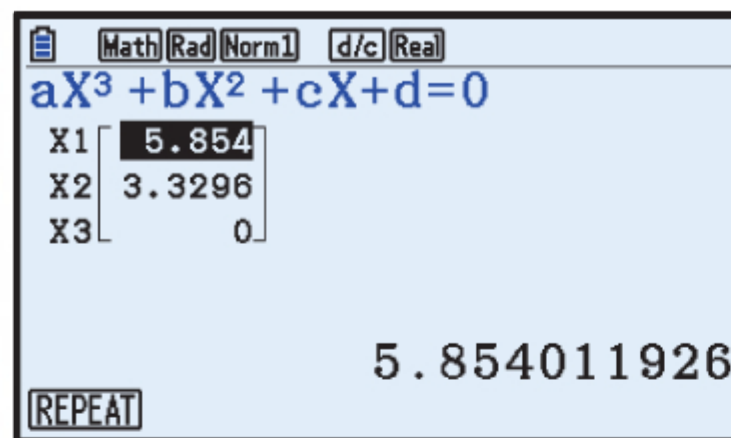 Math Rad Norm1 d/c Real
aX³+bX²+cX+d=0
X1 5.854
X2 3.3296
X3 0
5.854011926
REPEAT